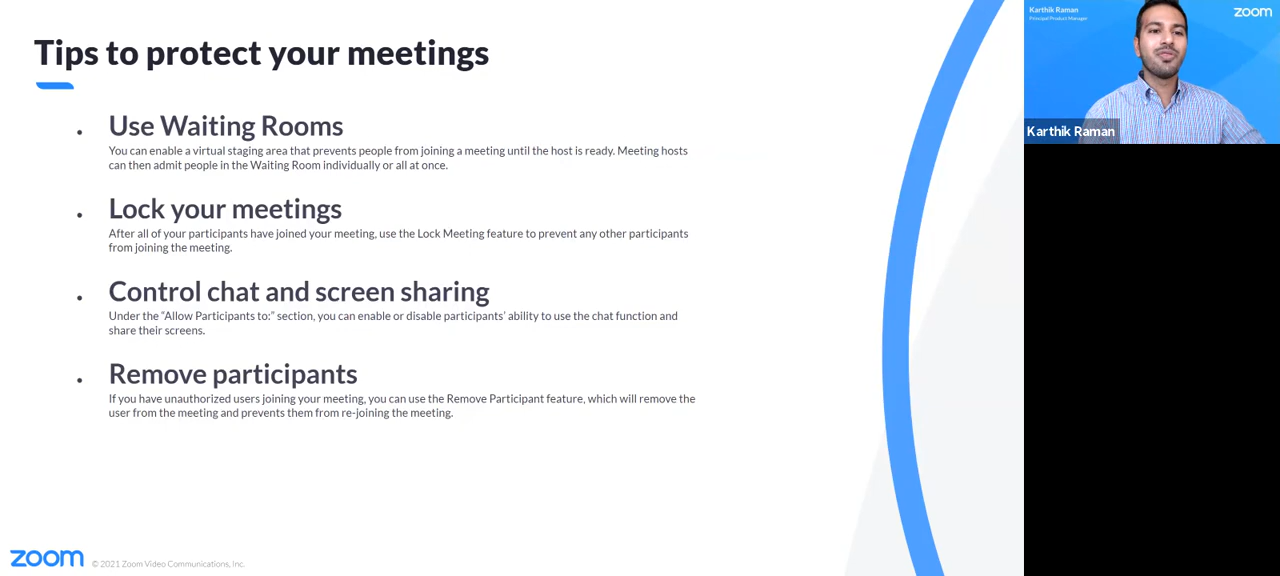 Tips to protect your meetings
• Use Waiting Rooms
You can enable a virtual staging area that prevents people from joining a meeting until the host is ready. Meeting hosts
can then admit people in the Waiting Room individually or all at once.
• Lock your meetings
After all of your participants have joined your meeting, use the Lock Meeting feature to prevent any other participants
from joining the meeting.
• Control chat and screen sharing
Under the “Allow Participants to:” section, you can enable or disable participants’ ability to use the chat function and
share their screens.
• Remove participants
If you have unauthorized users joining your meeting, you can use the Remove Participant feature, which will remove the
user from the meeting and prevents them from re-joining the meeting.
zoom © 2021 Zoom Video Communications, Inc.
Karthik Raman
Principal Product Manager
zoom
Karthik Raman